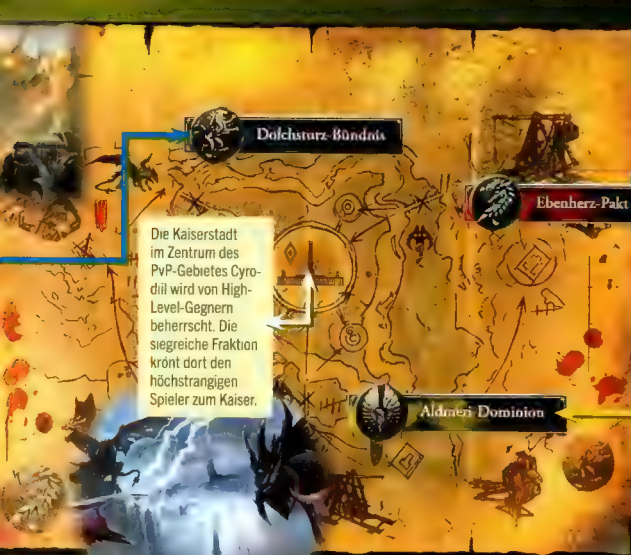 Dolchsturz-Bündnis
Ebenherz-Pakt
Die Kaiserstadt
im Zentrum des
PvP-Gebietes Cyro-
diil wird von High-
Level-Gegnern
beherrscht. Die
siegreiche Fraktion
krönt dort den
höchstrangigen
Spieler zum Kaiser.
Aldmeri Dominion